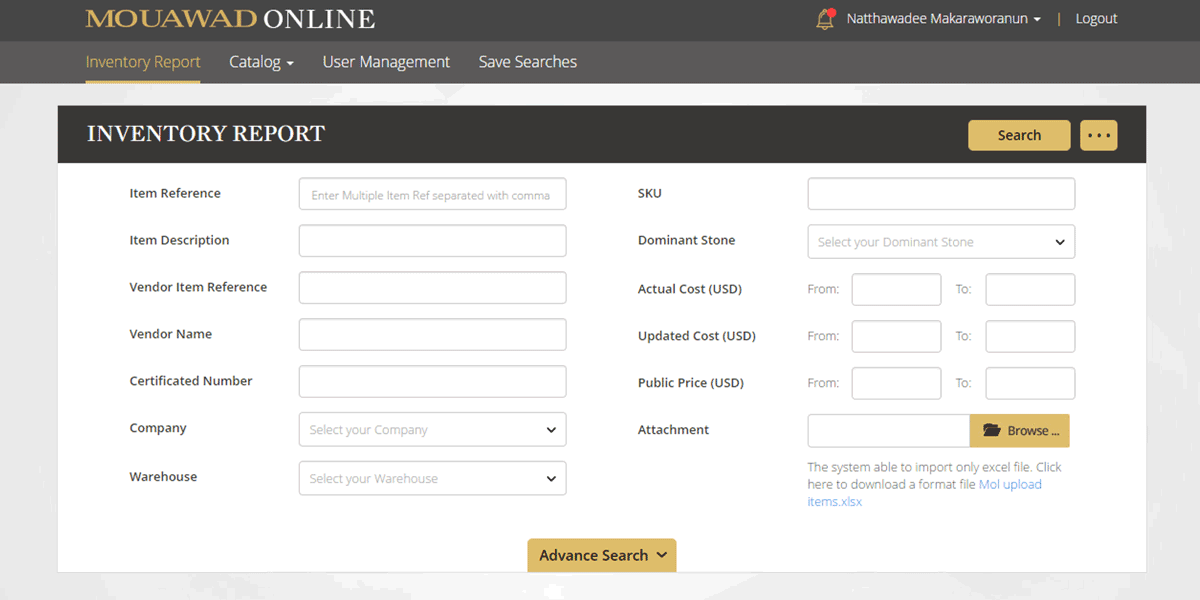 MOUAWAD ONLINE
Natthawadee Makaraworanun | Logout
Inventory Report Catalog User Management Save Searches
INVENTORY REPORT
Search ...
Item Reference
Enter Multiple Item Ref separated with comma
Item Description
Vendor Item Reference
Vendor Name
Certificated Number
Company
Select your Company
Warehouse
Select your Warehouse
SKU
Dominant Stone
Select your Dominant Stone
Actual Cost (USD)
From: To:
Updated Cost (USD)
From: To:
Public Price (USD)
From: To:
Attachment
Browse ...
The system able to import only excel file. Click
here to download a format file Mol upload
items.xlsx
Advance Search